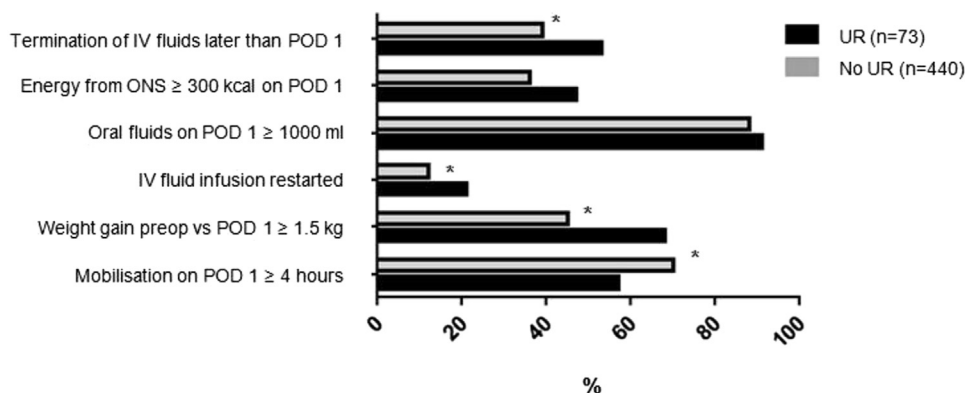 Termination of IV fluids later than POD 1
*
UR (n=73)
No UR (n=440)
Energy from ONS ≥ 300 kcal on POD 1
Oral fluids on POD 1 ≥ 1000 ml
IV fluid infusion restarted
*
Weight gain preop vs POD 1 ≥ 1.5 kg
*
Mobilisation on POD 1 ≥ 4 hours
*
0
20
40
60
80
100
%